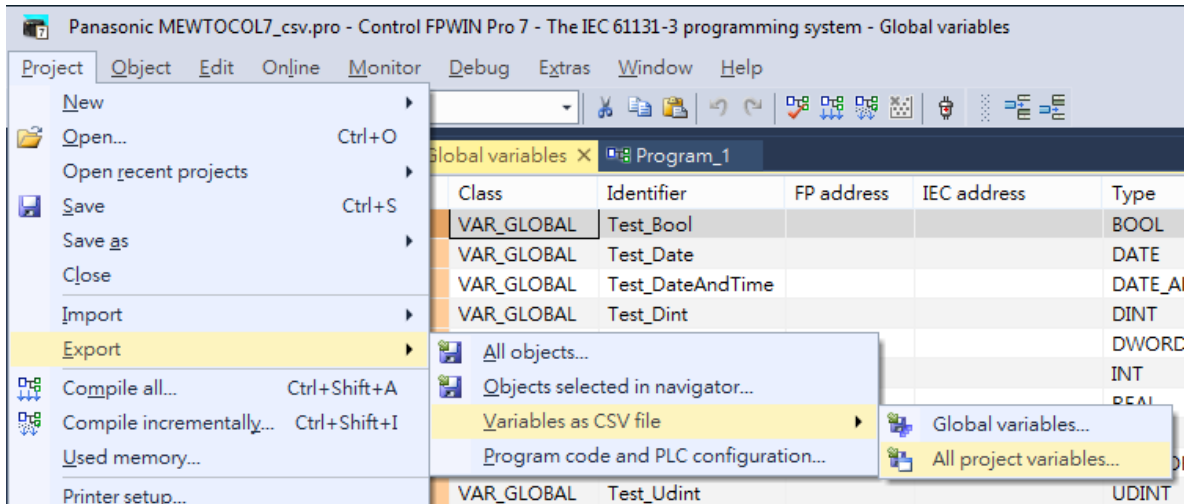 Panasonic MEWTOCOL7_csv.pro - Control FPWIN Pro 7 - The IEC 61131-3 programming system - Global variables
Project Object Edit Online Monitor Debug Extras Window Help
New
Open... Ctrl+O
Open recent projects
Save Ctrl+S
Save as
Close
Import
Export
Compile all... Ctrl+Shift+A
Compile incrementally... Ctrl+Shift+I
Used memory...
Printer setup...
Global variables Program_1
Class Identifier FP address IEC address Type
VAR_GLOBAL Test_Bool BOOL
VAR_GLOBAL Test_Date DATE
VAR_GLOBAL Test_DateAndTime DATE_A
VAR_GLOBAL Test_Dint DINT
DWORD
INT
REAL
VAR_GLOBAL Test_Udint UDINT
All objects...
Objects selected in navigator...
Variables as CSV file
Program code and PLC configuration...
Global variables...
All project variables...